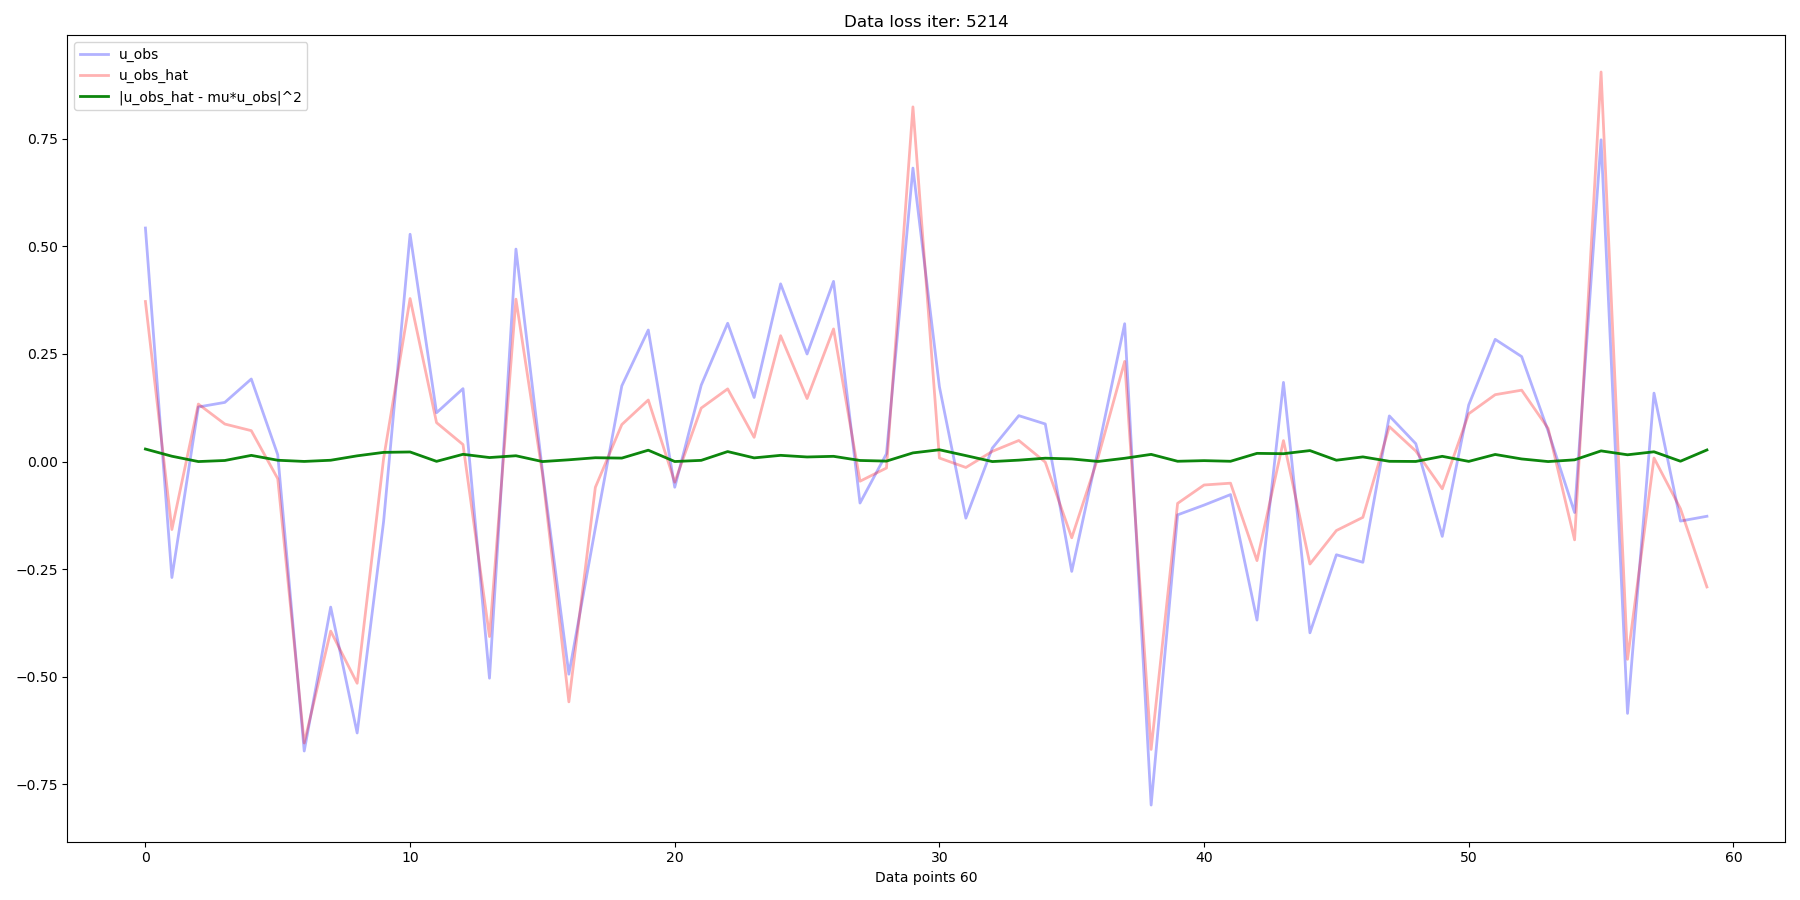 Data loss iter: 5214
u_obs
u_obs_hat
|u_obs_hat - mu*u_obs|^2
0.75
0.50
0.25
0.00
−0.25
−0.50
−0.75
0 10 20 30 40 50 60
Data points 60